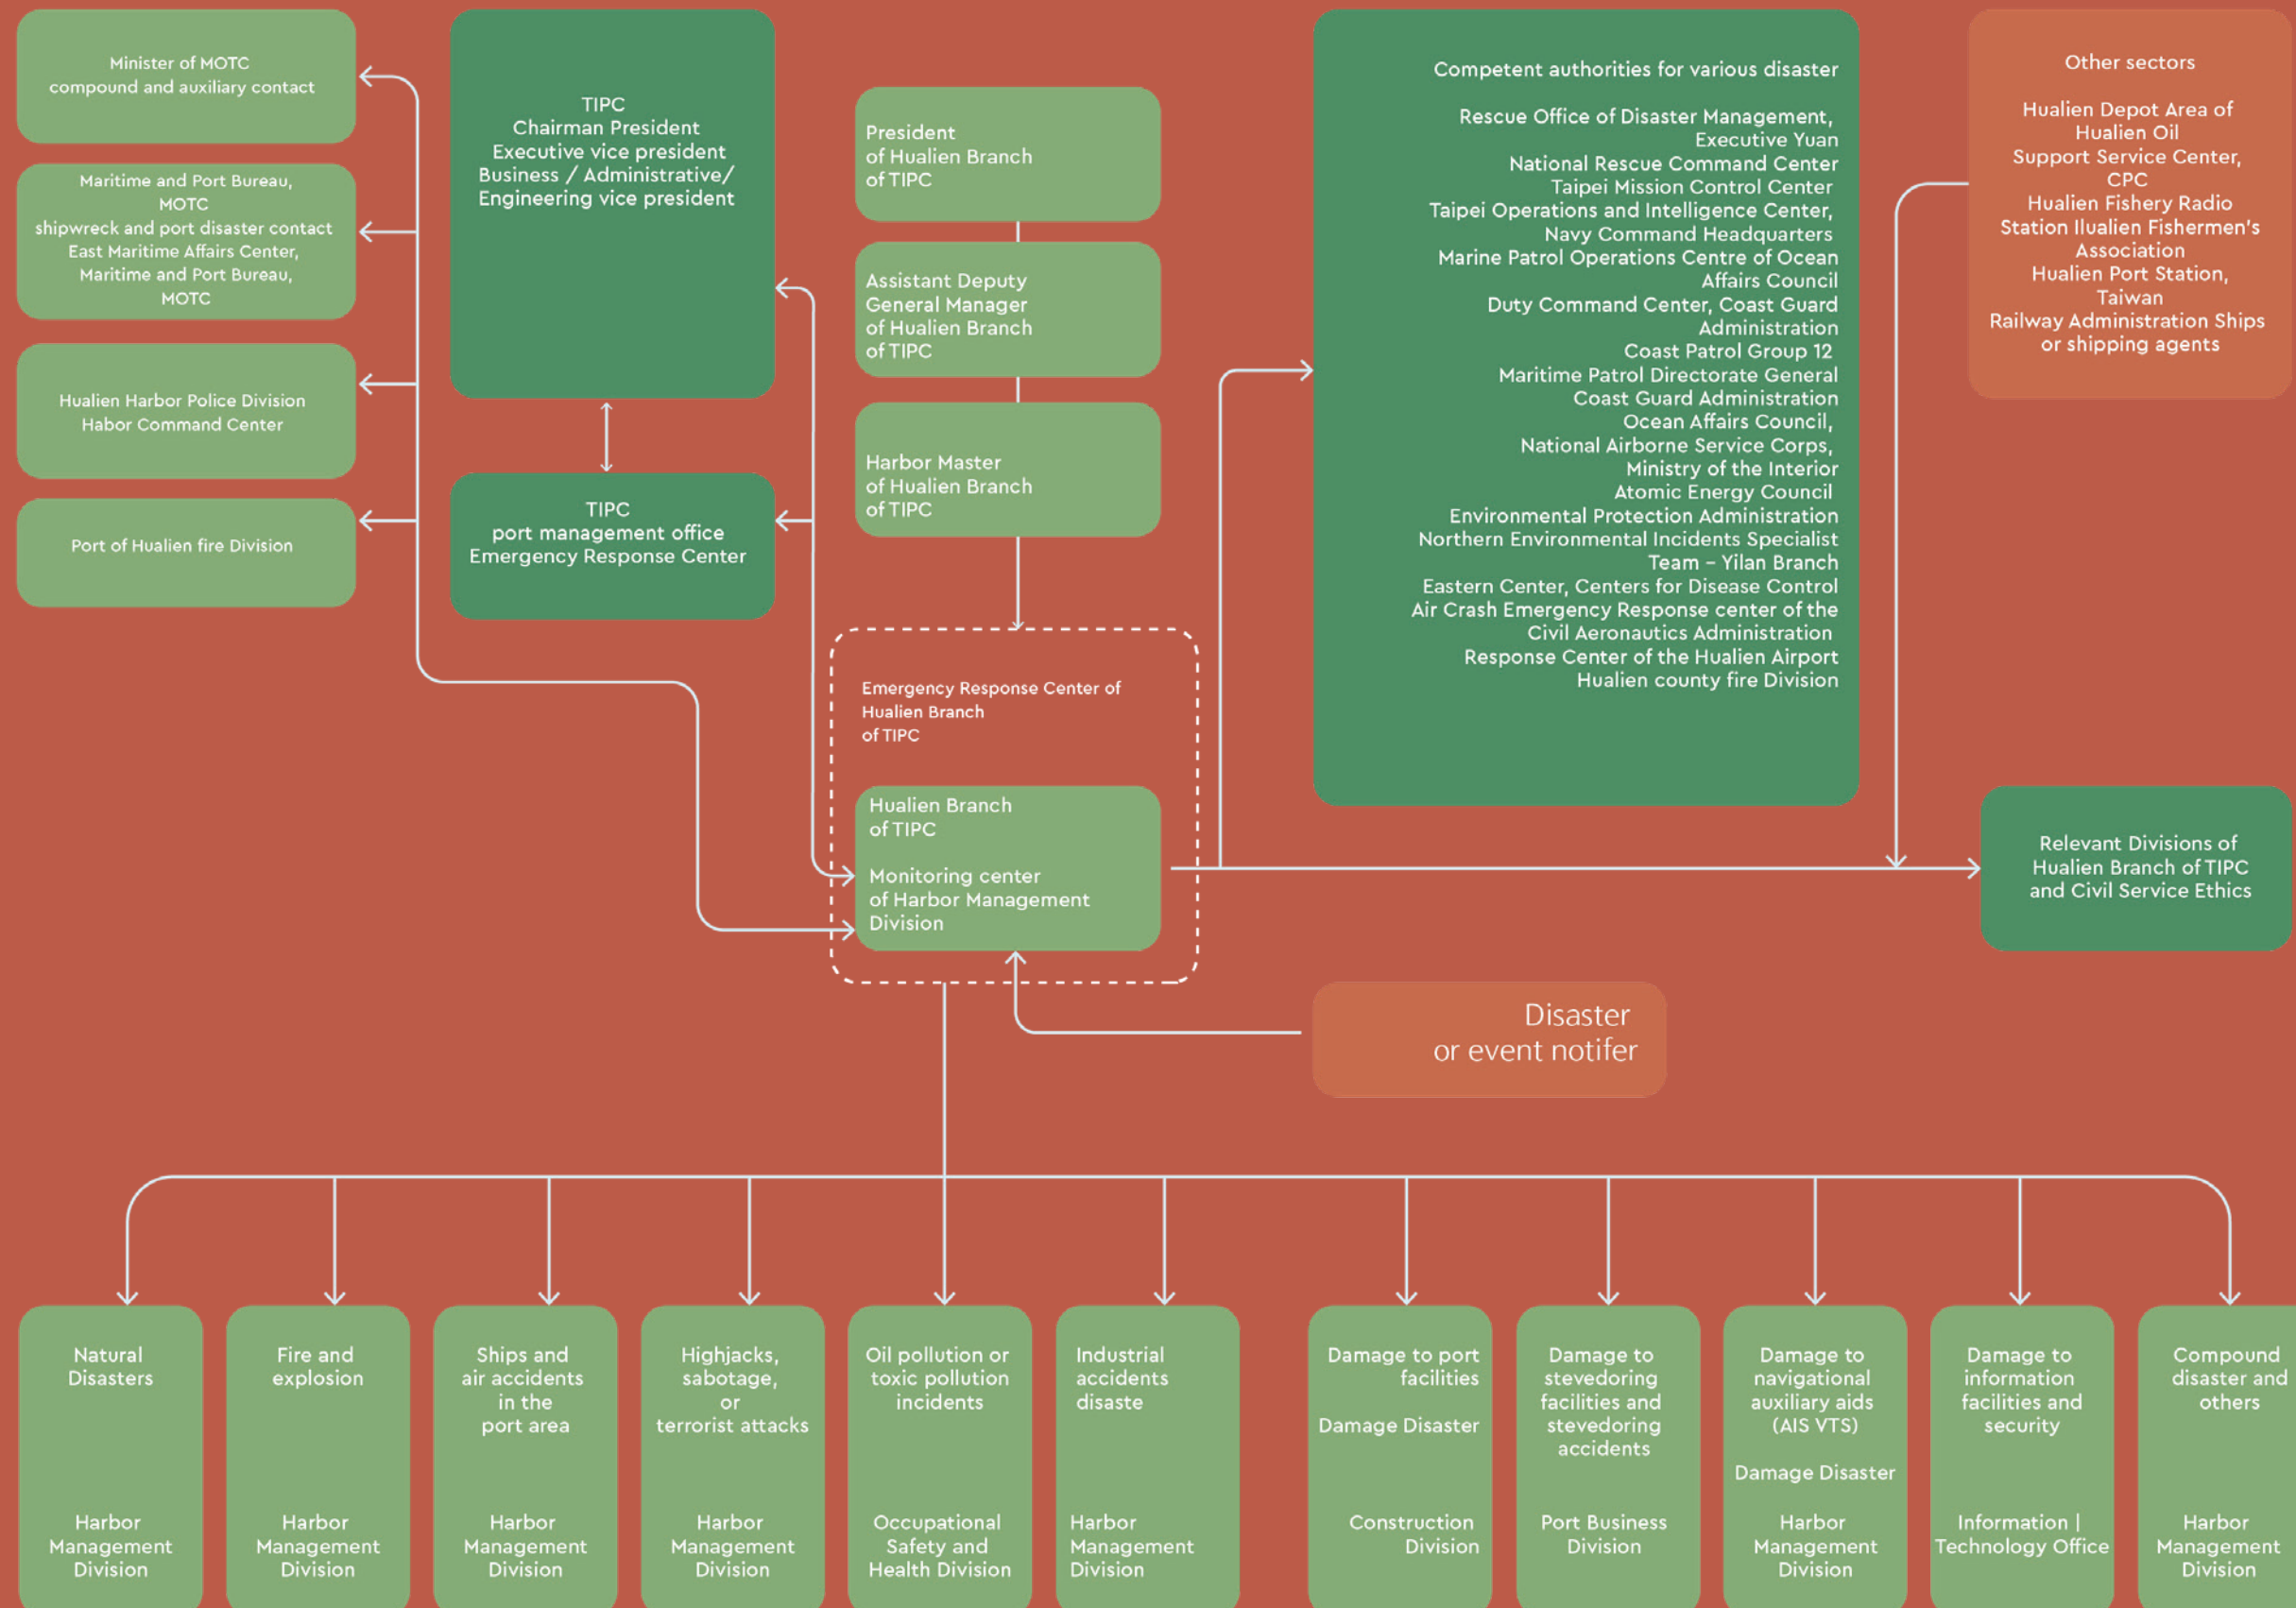 Minister of MOTC
compound and auxiliary contact
Maritime and Port Bureau,
MOTC
shipwreck and port disaster contact
East Maritime Affairs Center,
Maritime and Port Bureau,
MOTC
Hualien Harbor Police Division
Habor Command Center
Port of Hualien fire Division
TIPC
Chairman President
Executive vice president
Business / Administrative/
Engineering vice president
TIPC
port management office
Emergency Response Center
President
of Hualien Branch
of TIPC
Assistant Deputy
General Manager
of Hualien Branch
of TIPC
Harbor Master
of Hualien Branch
of TIPC
Emergency Response Center of
Hualien Branch
of TIPC
Hualien Branch
of TIPC
Monitoring center
of Harbor Management
Division
Competent authorities for various disaster
Rescue Office of Disaster Management,
Executive Yuan
National Rescue Command Center
Taipei Mission Control Center
Taipei Operations and Intelligence Center,
Navy Command Headquarters
Marine Patrol Operations Centre of Ocean
Affairs Council
Duty Command Center, Coast Guard
Administration
Coast Patrol Group 12
Maritime Patrol Directorate General
Coast Guard Administration
Ocean Affairs Council,
National Airborne Service Corps,
Ministry of the Interior
Atomic Energy Council
Environmental Protection Administration
Northern Environmental Incidents Specialist
Team – Yilan Branch
Eastern Center, Centers for Disease Control
Air Crash Emergency Response center of the
Civil Aeronautics Administration
Response Center of the Hualien Airport
Hualien county fire Division
Other sectors
Hualien Depot Area of
Hualien Oil
Support Service Center,
CPC
Hualien Fishery Radio
Station Ilualien Fishermen's
Association
Hualien Port Station,
Taiwan
Railway Administration Ships
or shipping agents
Relevant Divisions of
Hualien Branch of TIPC
and Civil Service Ethics
Disaster
or event notifer
Natural
Disasters
Harbor
Management
Division
Fire and
explosion
Harbor
Management
Division
Ships and
air accidents
in the
port area
Harbor
Management
Division
Highjacks,
sabotage,
or
terrorist attacks
Harbor
Management
Division
Oil pollution or
toxic pollution
incidents
Occupational
Safety and
Health Division
Industrial
accidents
disaste
Harbor
Management
Division
Damage to port
facilities
Damage Disaster
Construction
Division
Damage to
stevedoring
facilities and
stevedoring
accidents
Port Business
Division
Damage to
navigational
auxiliary aids
(AIS VTS)
Damage Disaster
Harbor
Management
Division
Damage to
information
facilities and
security
Information |
Technology Office
Compound
disaster and
others
Harbor
Management
Division